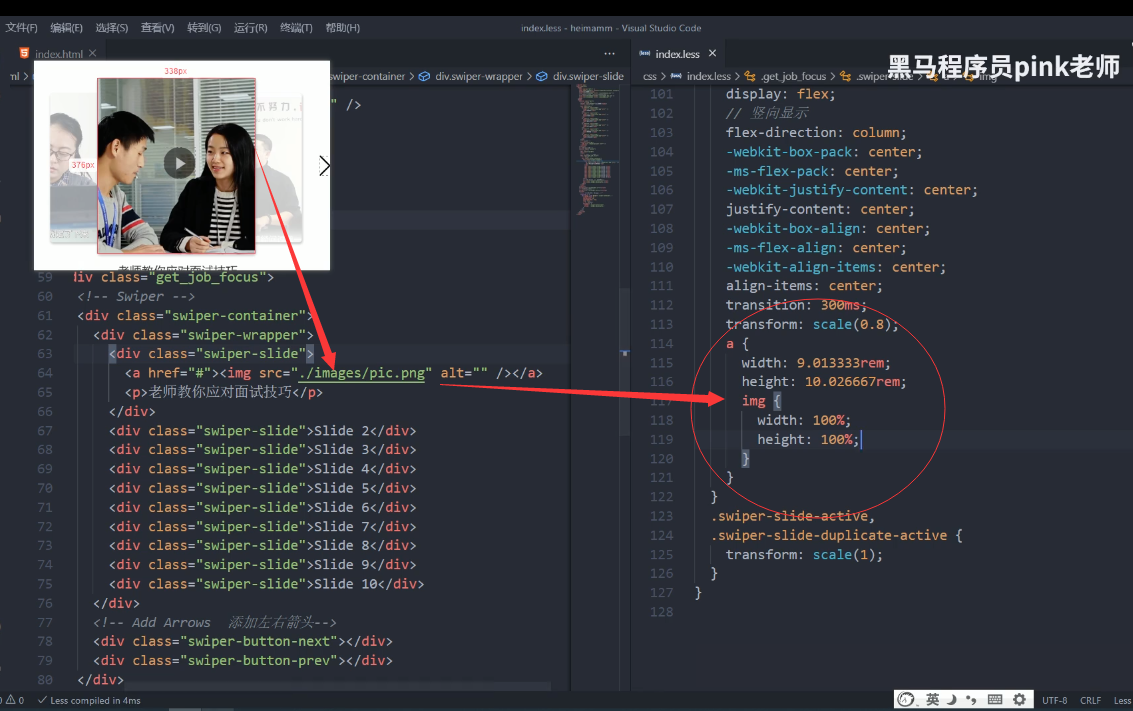 文件(F) 编辑(E) 选择(S) 查看(V) 转到(G) 运行(R) 终端(T) 帮助(H)
index.less - heimamm - Visual Studio Code
index.html ×
swiper-container > div.swiper-wrapper > div.swiper-slide
338px
376px
老师教你应对面试技巧
" />
59 div class="get_job_focus">
60 <!-- Swiper -->
61 <div class="swiper-container">
62 <div class="swiper-wrapper">
63 <div class="swiper-slide">
64 <a href="#"><img src="./images/pic.png" alt="" /></a>
65 <p>老师教你应对面试技巧</p>
66 </div>
67 <div class="swiper-slide">Slide 2</div>
68 <div class="swiper-slide">Slide 3</div>
69 <div class="swiper-slide">Slide 4</div>
70 <div class="swiper-slide">Slide 5</div>
71 <div class="swiper-slide">Slide 6</div>
72 <div class="swiper-slide">Slide 7</div>
73 <div class="swiper-slide">Slide 8</div>
74 <div class="swiper-slide">Slide 9</div>
75 <div class="swiper-slide">Slide 10</div>
76 </div>
77 <!-- Add Arrows 添加左右箭头-->
78 <div class="swiper-button-next"></div>
79 <div class="swiper-button-prev"></div>
80 </div>
index.less ×
黑马程序员pink老师
css > index.less > .get_job_focus > .swiper-slide
101 display: flex;
102 // 竖向显示
103 flex-direction: column;
104 -webkit-box-pack: center;
105 -ms-flex-pack: center;
106 -webkit-justify-content: center;
107 justify-content: center;
108 -webkit-box-align: center;
109 -ms-flex-align: center;
110 -webkit-align-items: center;
111 align-items: center;
112 transition: 300ms;
113 transform: scale(0.8);
114 a {
115 width: 9.013333rem;
116 height: 10.026667rem;
117 img {
118 width: 100%;
119 height: 100%;
120 }
121 }
122 }
123 .swiper-slide-active,
124 .swiper-slide-duplicate-active {
125 transform: scale(1);
126 }
127 }
128
0 Less compiled in 4ms
英
UTF-8 CRLF Less